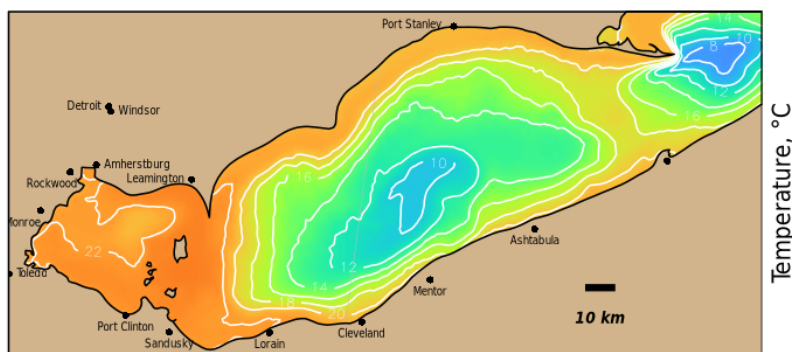 Port Stanley
14
10
8
12
16
Detroit
Windsor
Amherstburg
Leamington
Rockwood
16
10
Monroe
22
Ashtabula
12
Toledo
14
Mentor
18
20
10 km
Port Clinton
Sandusky
Lorain
Cleveland
Temperature, °C